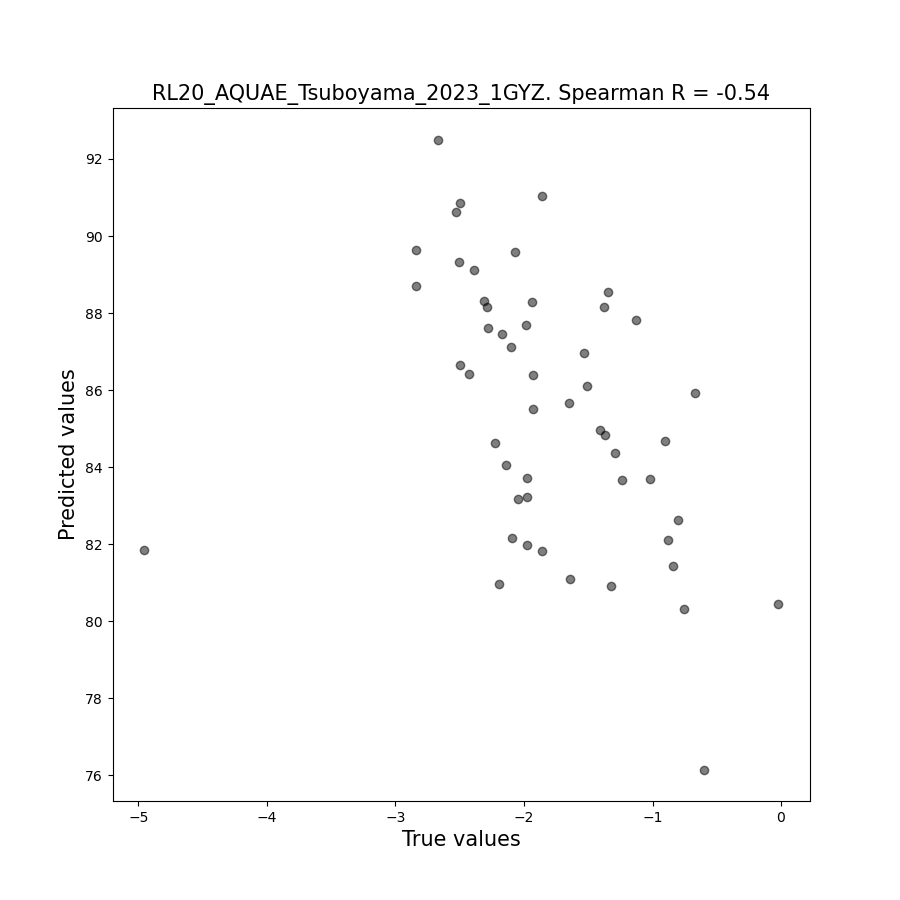 RL20_AQUAE_Tsuboyama_2023_1GYZ. Spearman R = -0.54
92
90
88
86
84
82
80
78
76
Predicted values
−5 −4 −3 −2 −1 0
True values